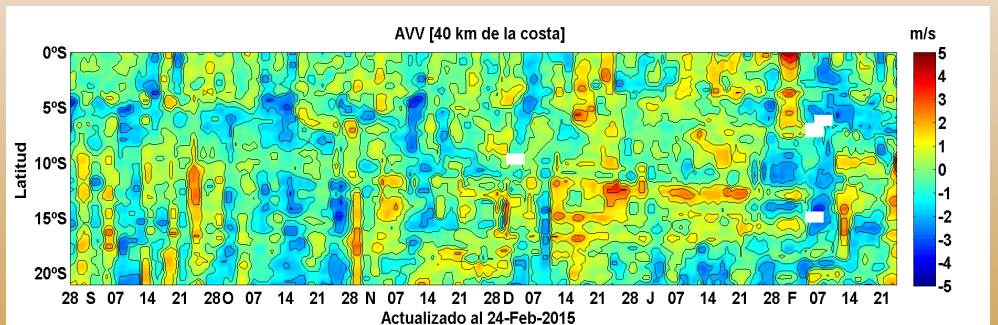 AVV [40 km de la costa]
m/s
0ºS
5ºS
10ºS
15ºS
20ºS
Latitud
5
4
3
2
1
0
-1
-2
-3
-4
-5
28 S 07 14 21 28 O 07 14 21 28 N 07 14 21 28 D 07 14 21 28 J 07 14 21 28 F 07 14 21
Actualizado al 24-Feb-2015